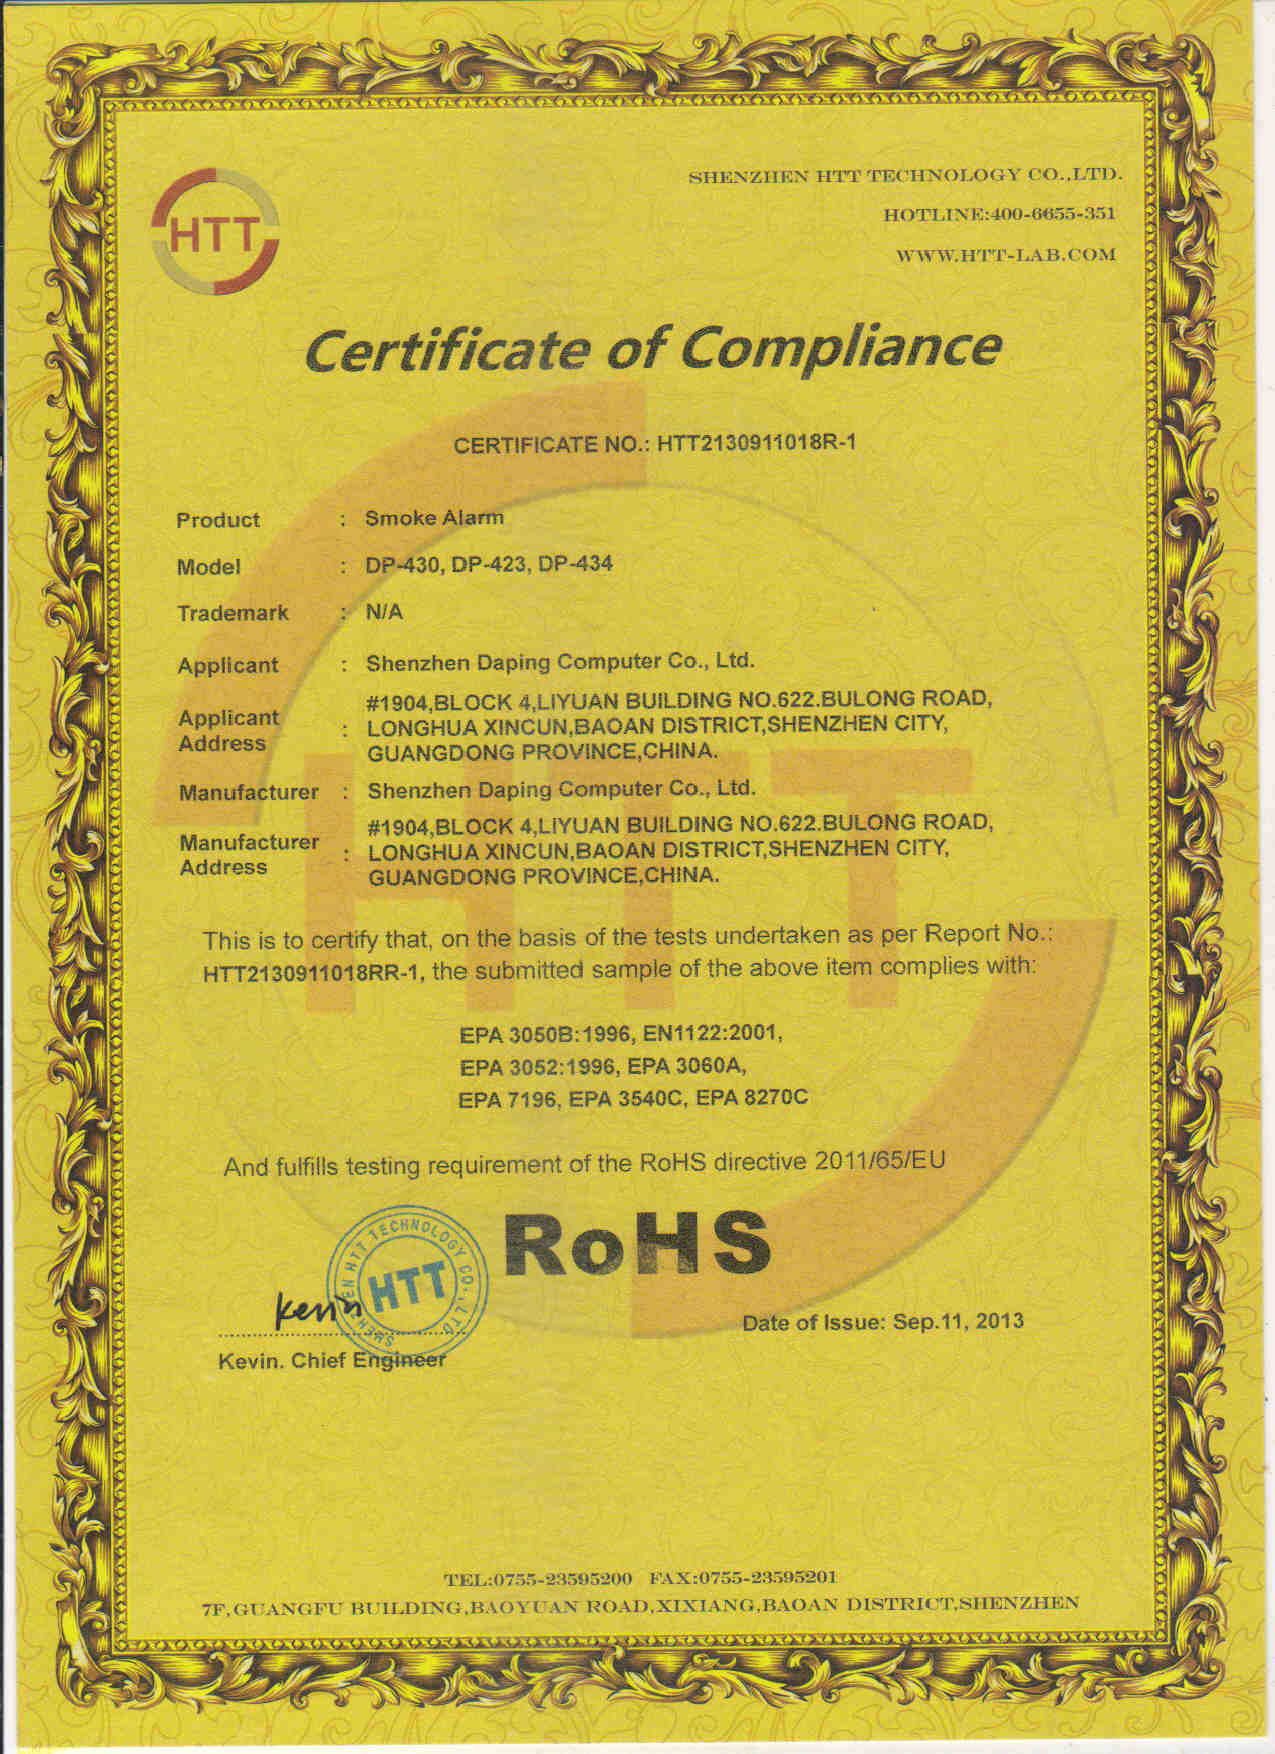 HTT
SHENZHEN HTT TECHNOLOGY CO.,LTD.
HOTLINE:400-6655-351
WWW.HTT-LAB.COM
Certificate of Compliance
CERTIFICATE NO.: HTT2130911018R-1
Product : Smoke Alarm
Model : DP-430, DP-423, DP-434
Trademark : N/A
Applicant : Shenzhen Daping Computer Co., Ltd.
Applicant Address : #1904,BLOCK 4,LIYUAN BUILDING NO.622.BULONG ROAD,
LONGHUA XINCUN,BAOAN DISTRICT,SHENZHEN CITY,
GUANGDONG PROVINCE,CHINA.
Manufacturer : Shenzhen Daping Computer Co., Ltd.
Manufacturer Address : #1904,BLOCK 4,LIYUAN BUILDING NO.622.BULONG ROAD,
LONGHUA XINCUN,BAOAN DISTRICT,SHENZHEN CITY,
GUANGDONG PROVINCE,CHINA.
This is to certify that, on the basis of the tests undertaken as per Report No.:
HTT2130911018RR-1, the submitted sample of the above item complies with:
EPA 3050B:1996, EN1122:2001,
EPA 3052:1996, EPA 3060A,
EPA 7196, EPA 3540C, EPA 8270C
And fulfills testing requirement of the RoHS directive 2011/65/EU
RoHS
SHENZHEN HTT TECHNOLOGY CO.,LTD
HTT
Kevin
Date of Issue: Sep.11, 2013
Kevin. Chief Engineer
TEL:0755-23595200 FAX:0755-23595201
7F,GUANGFU BUILDING,BAOYUAN ROAD,XIXIANG,BAOAN DISTRICT,SHENZHEN
HTT